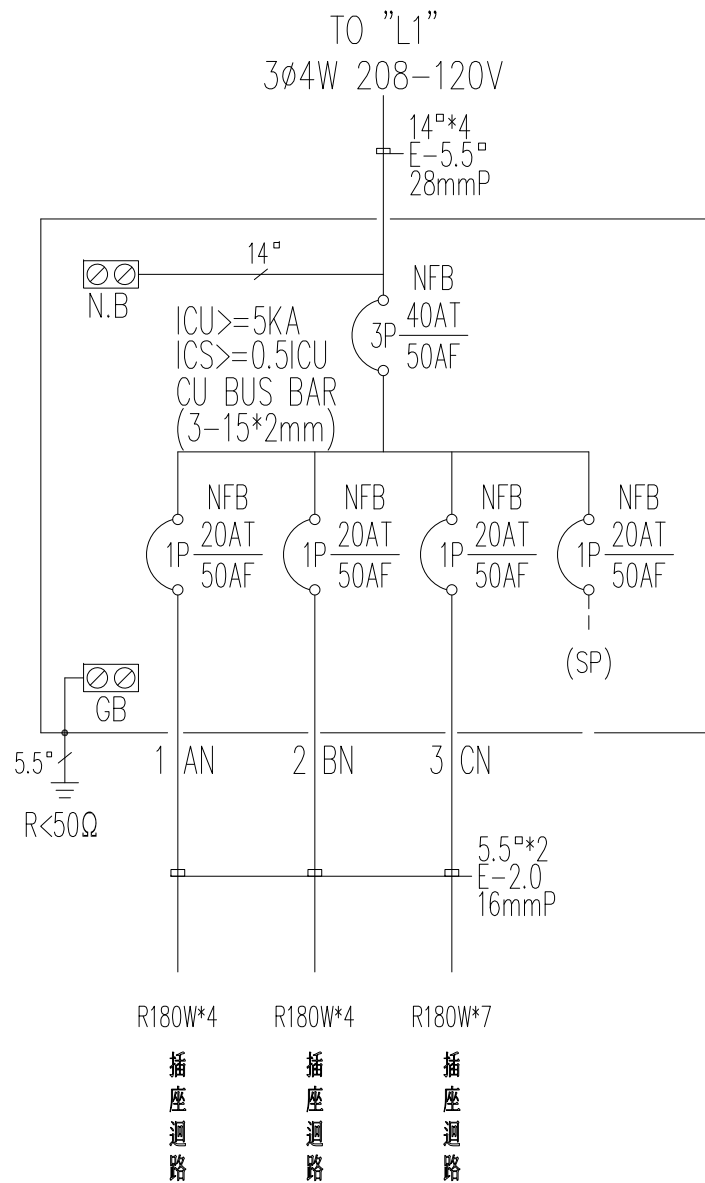 TO "L1"
3ø4W 208-120V
14□*4
E-5.5□
28mmP
14□
N.B
NFB
3P 40AT
50AF
ICU>=5KA
ICS>=0.5ICU
CU BUS BAR
(3-15*2mm)
NFB NFB NFB NFB
1P 20AT 1P 20AT 1P 20AT 1P 20AT
50AF 50AF 50AF 50AF
(SP)
GB
5.5□
R<50Ω
1 AN 2 BN 3 CN
5.5□*2
E-2.0
16mmP
R180W*4 R180W*4 R180W*7
插座迴路 插座迴路 插座迴路